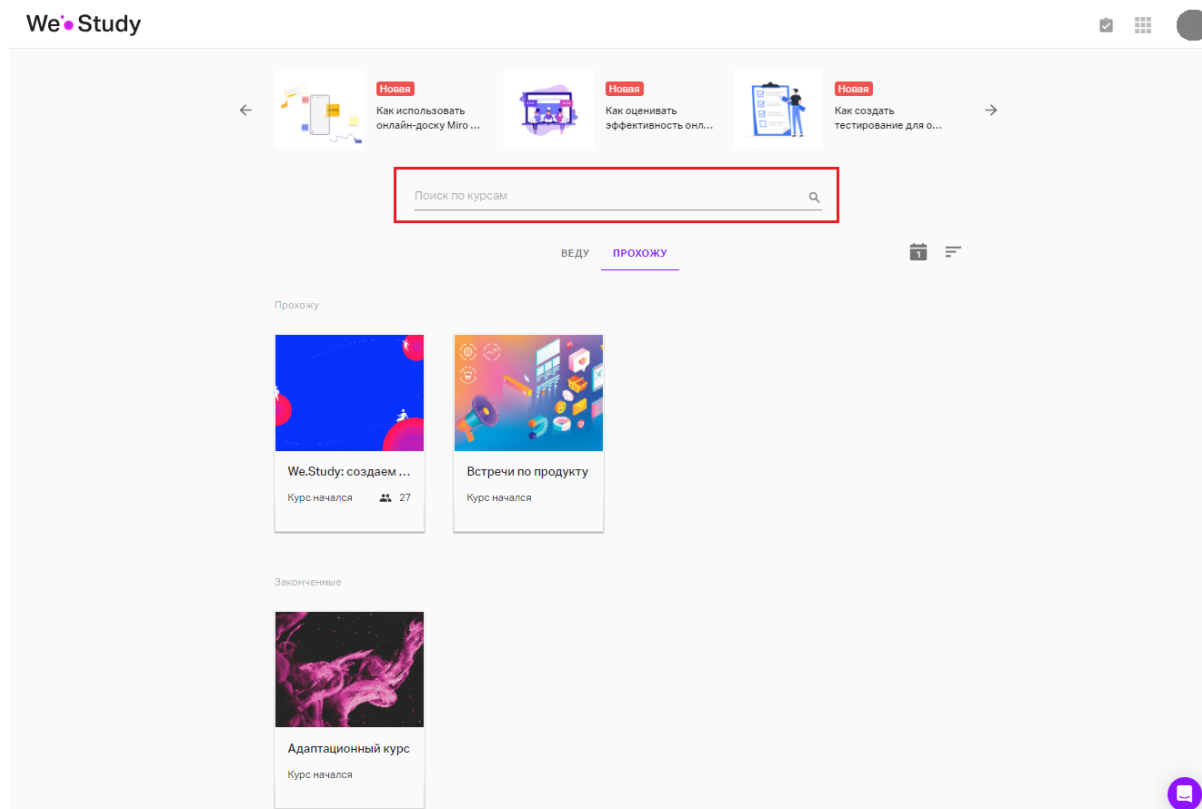 We.Study
Новая
Как использовать
онлайн-доску Miro ...
Новая
Как оценивать
эффективность онл...
Новая
Как создать
тестирование для о...
Поиск по курсам
ВЕДУ ПРОХОЖУ
1
Прохожу
We.Study: создаем ...
Курс начался 27
Встречи по продукту
Курс начался
Законченные
Адаптационный курс
Курс начался